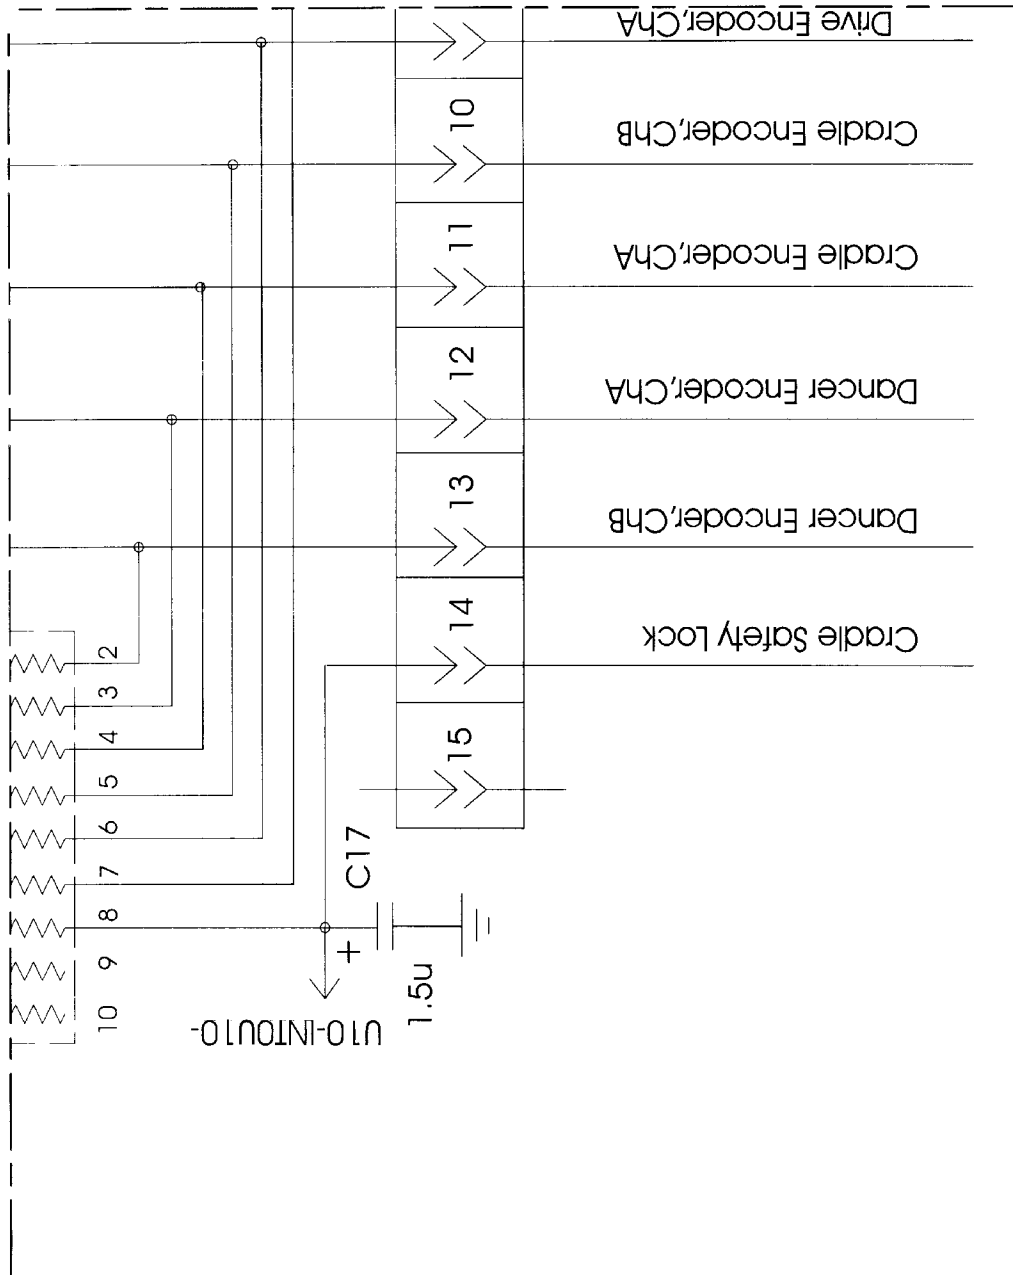 Drive Encoder,ChA
10
Cradle Encoder,ChB
11
Cradle Encoder,ChA
12
Dancer Encoder,ChA
13
Dancer Encoder,ChB
14
Cradle Safety Lock
15
2
3
4
5
6
7
8
9
10
C17
+
1.5u
U10-INTOU10-